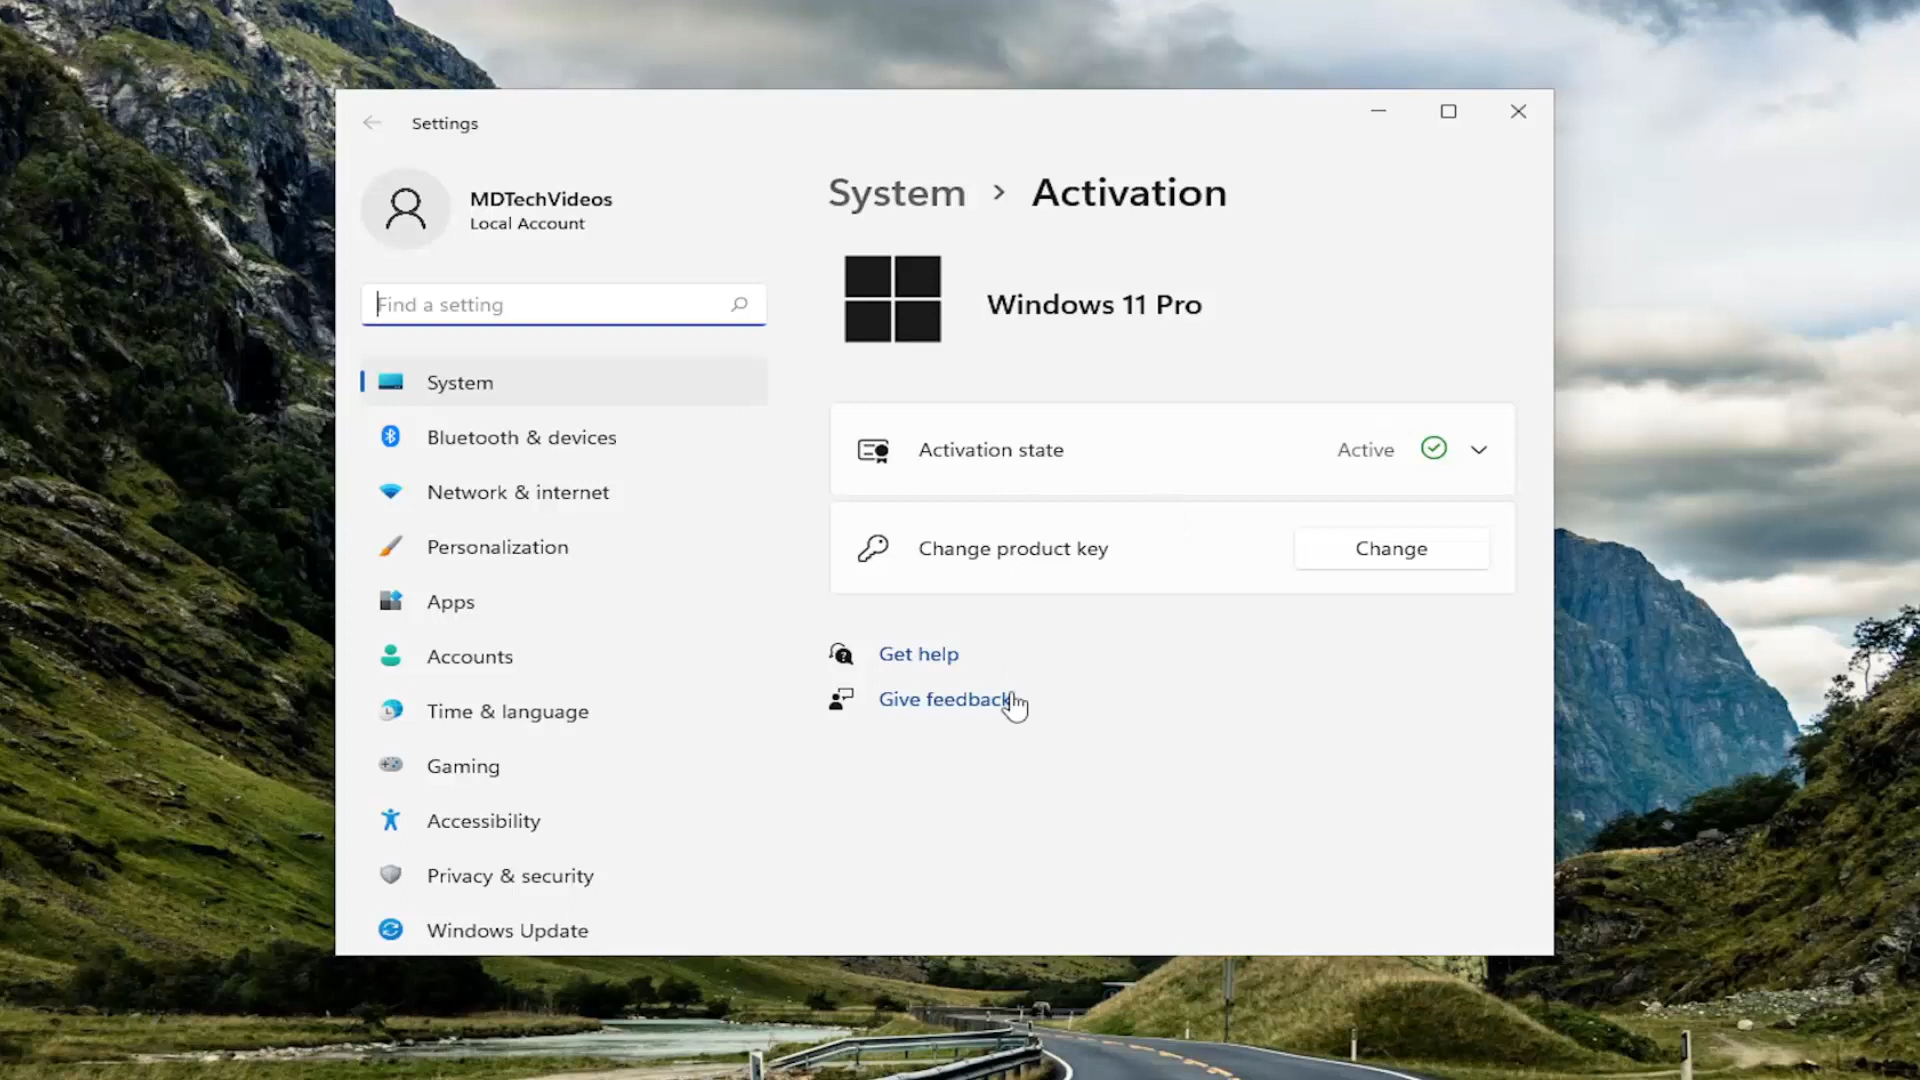 Settings
MDTechVideos
Local Account
Find a setting
System
Bluetooth & devices
Network & internet
Personalization
Apps
Accounts
Time & language
Gaming
Accessibility
Privacy & security
Windows Update
System > Activation
Windows 11 Pro
Activation state Active
Change product key Change
Get help
Give feedback